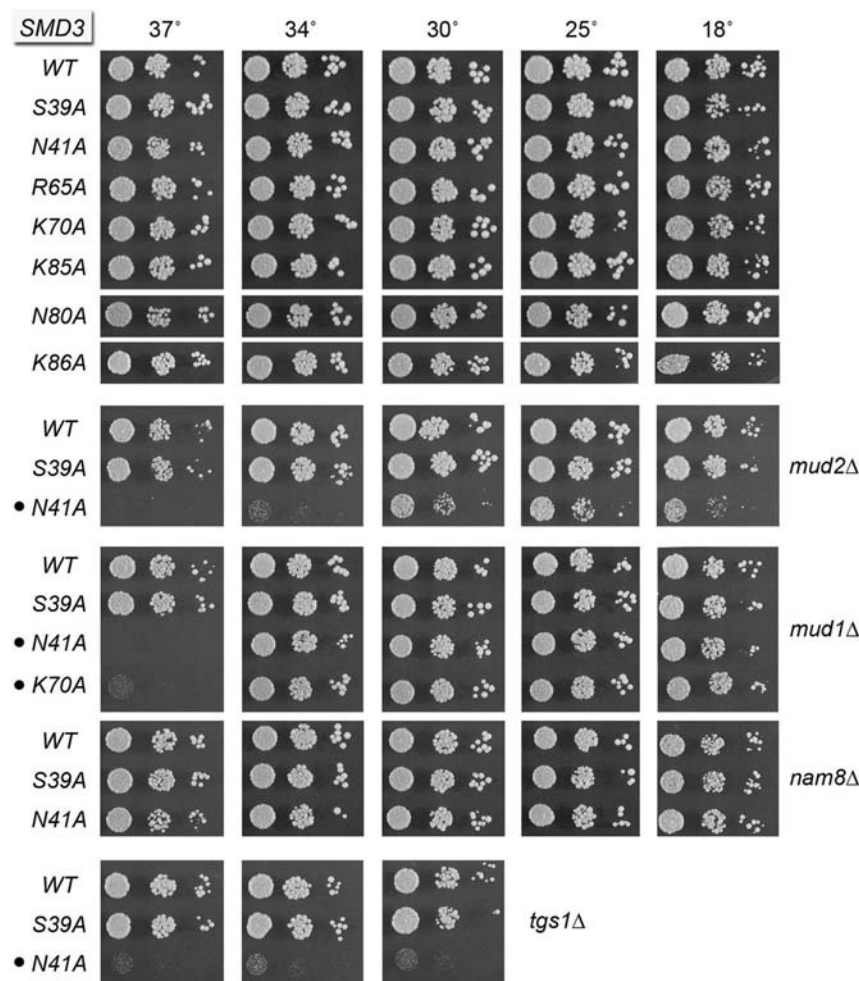 SMD3 37° 34° 30° 25° 18°
WT
S39A
N41A
R65A
K70A
K85A
N80A
K86A
WT
S39A mud2Δ
• N41A
WT
S39A mud1Δ
• N41A
• K70A
WT
S39A nam8Δ
N41A
WT
S39A tgs1Δ
• N41A